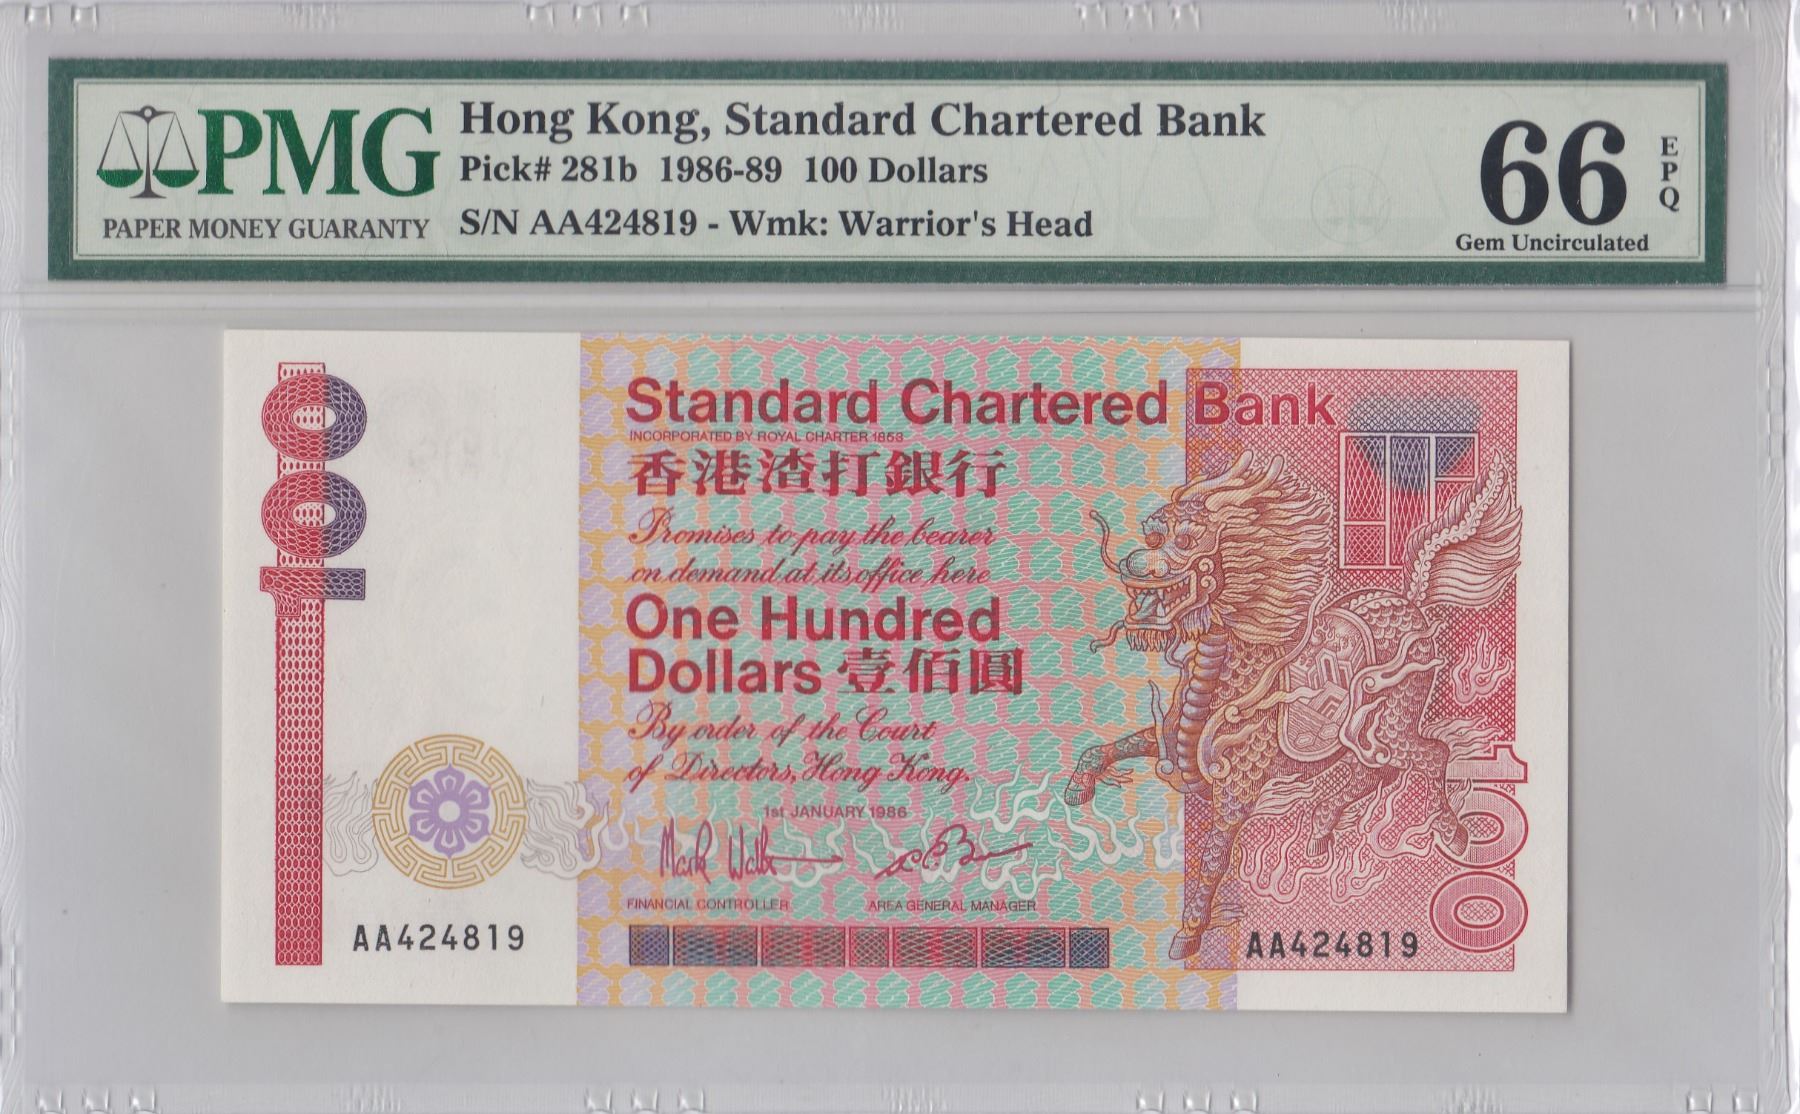 PMG
PAPER MONEY GUARANTY
Hong Kong, Standard Chartered Bank
Pick# 281b 1986-89 100 Dollars
S/N AA424819 - Wmk: Warrior's Head
66
EPQ
Gem Uncirculated
100
Standard Chartered Bank
INCORPORATED BY ROYAL CHARTER 1853
香港渣打銀行
Promises to pay the bearer
on demand at its office here
One Hundred
Dollars 壹佰圓
By order of the Court
of Directors, Hong Kong.
1st JANUARY 1986
Mark
FINANCIAL CONTROLLER AREA GENERAL MANAGER
AA424819
AA424819
100